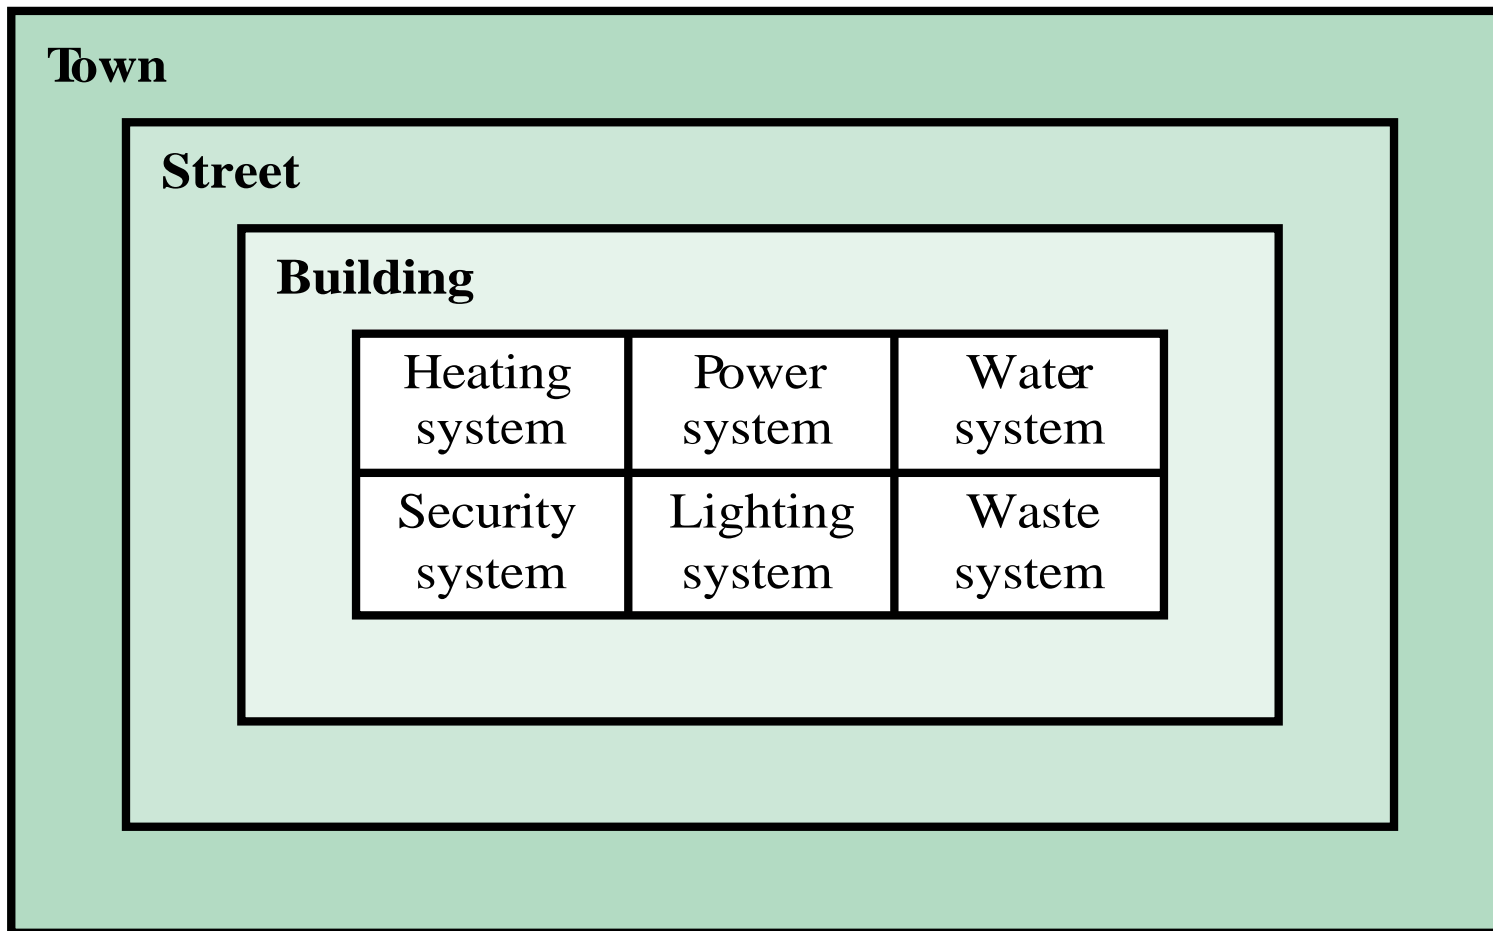 Town
Street
Building
Heating
system
Power
system
Water
system
Security
system
Lighting
system
Waste
system